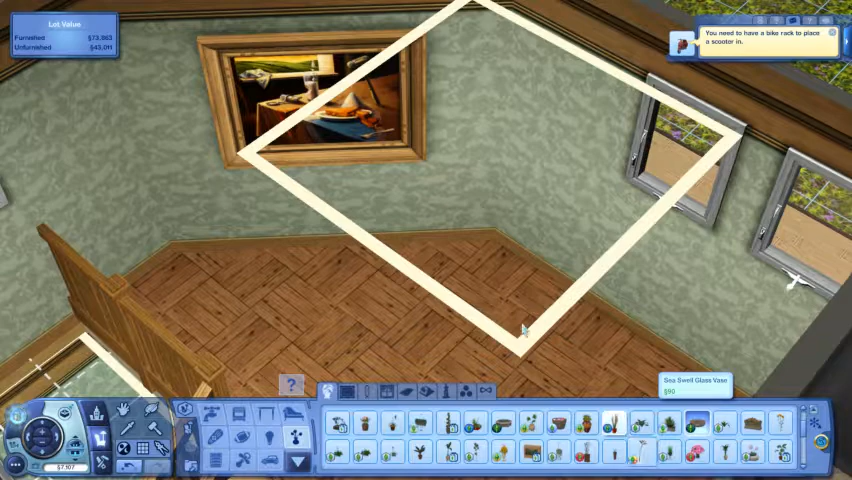 Lot Value
Furnished §73,983
Unfurnished §43,011
You need to have a bike rack to place
a scooter in.
Sea Swell Glass Vase
§90
?
§7,107